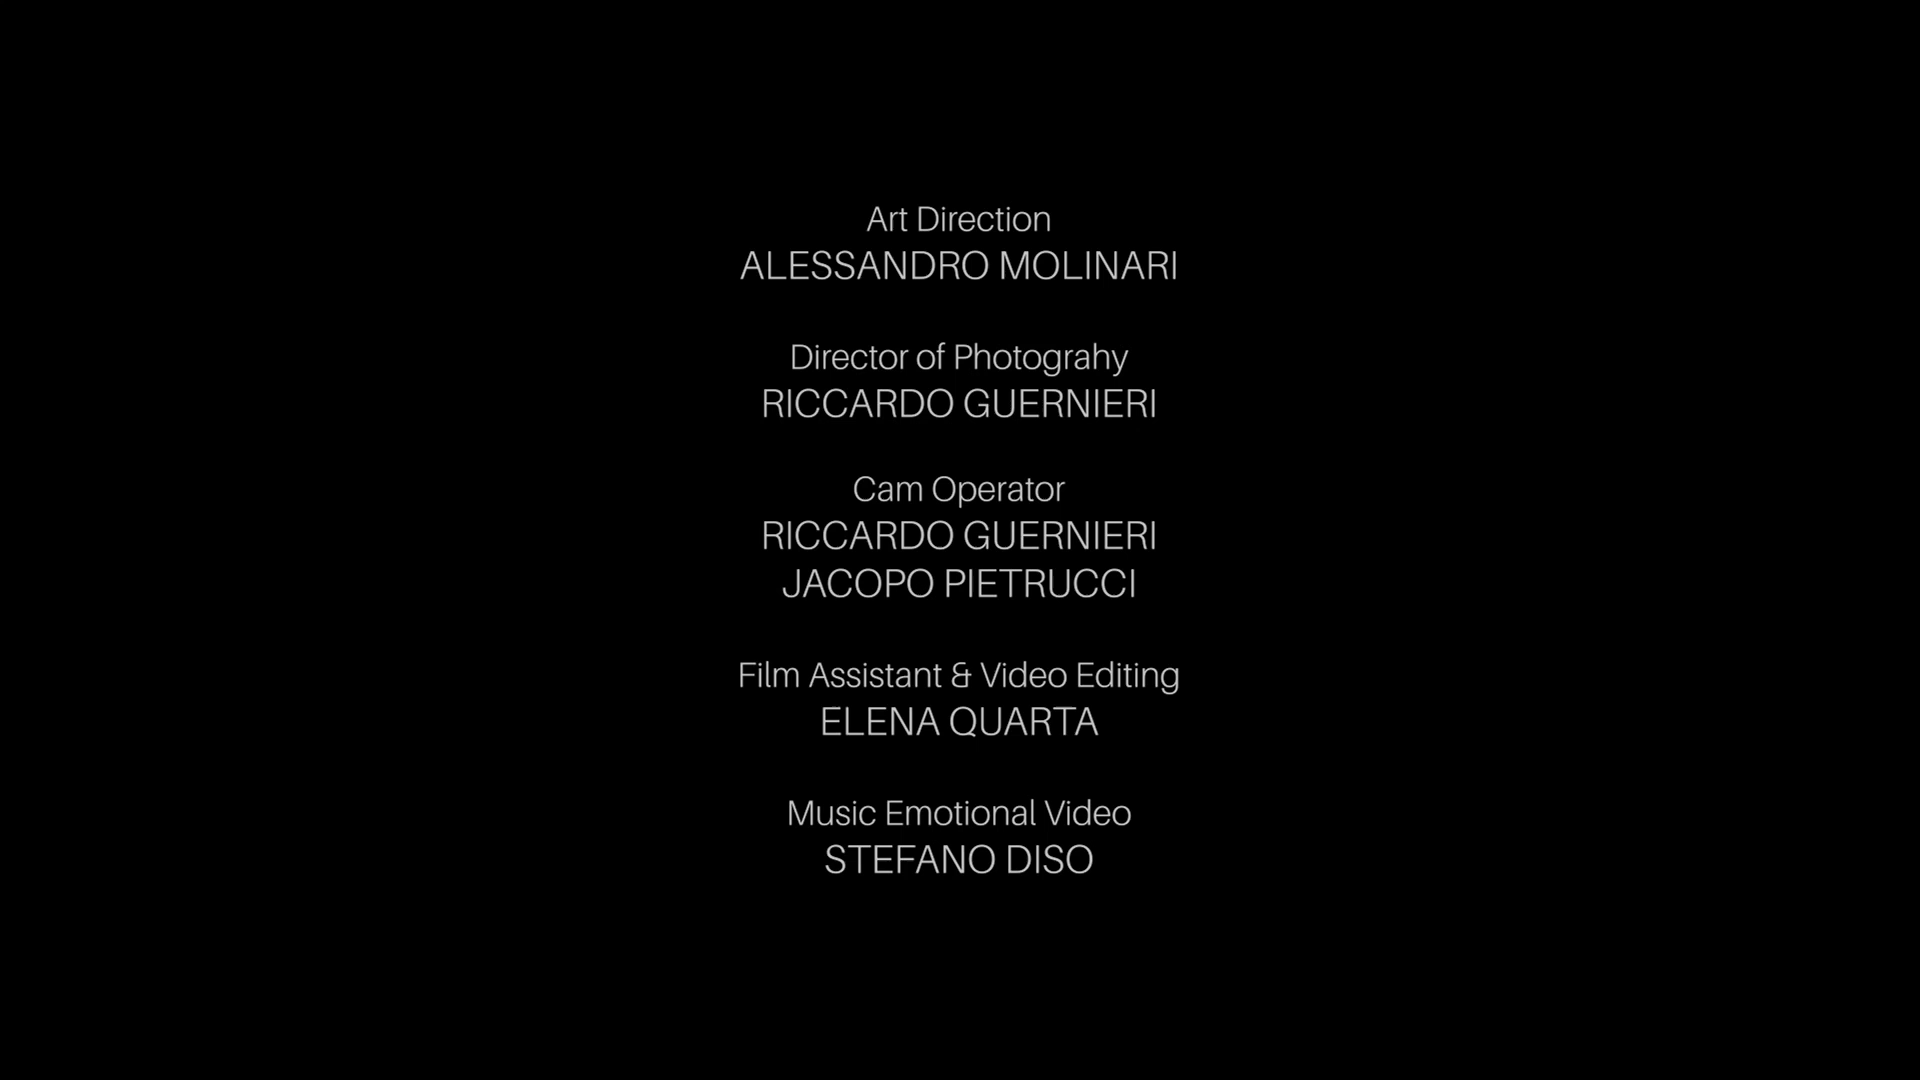 Art Direction
ALESSANDRO MOLINARI
Director of Photograhy
RICCARDO GUERNIERI
Cam Operator
RICCARDO GUERNIERI
JACOPO PIETRUCCI
Film Assistant & Video Editing
ELENA QUARTA
Music Emotional Video
STEFANO DISO